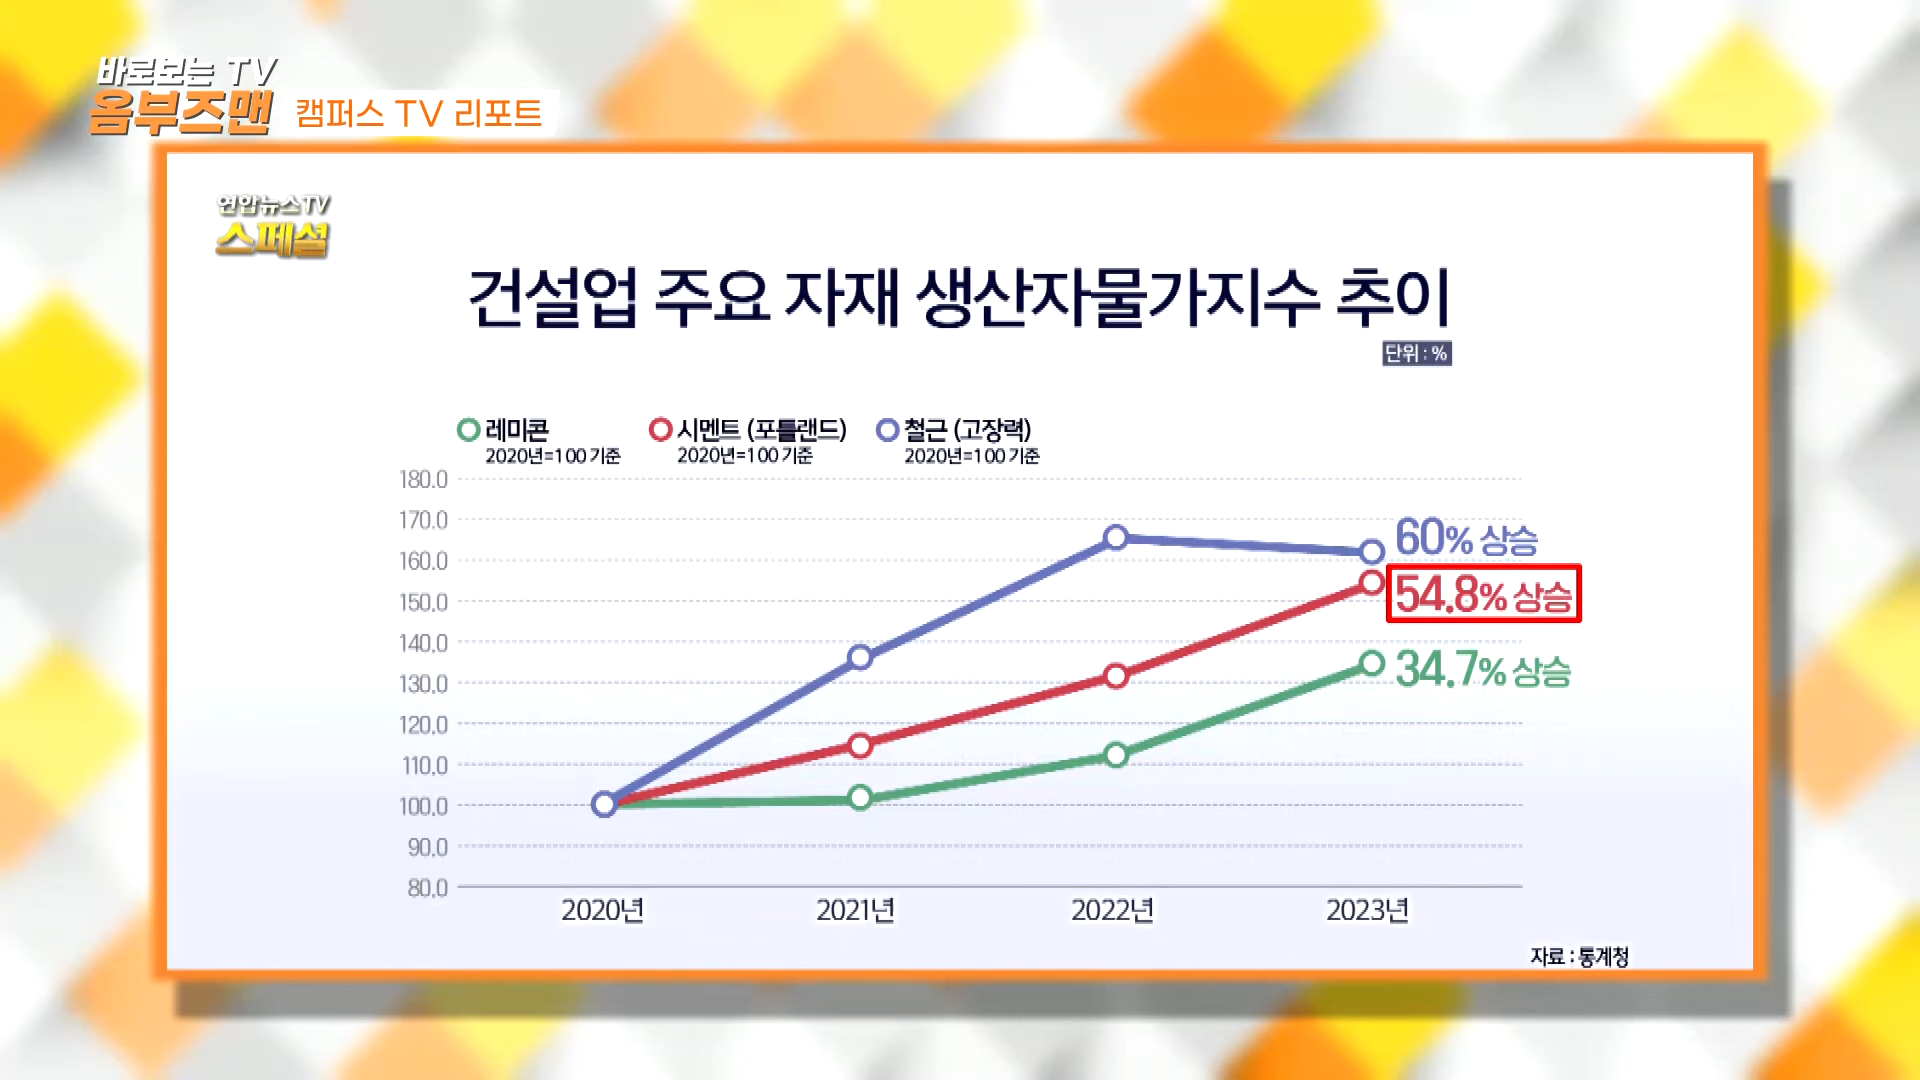 바로보는 TV
옴부즈맨 캠퍼스 TV 리포트
연합뉴스TV
스페셜
건설업 주요 자재 생산자물가지수 추이
단위 : %
레미콘 시멘트 (포틀랜드) 철근 (고장력)
2020년=100 기준 2020년=100 기준 2020년=100 기준
180.0
170.0
60% 상승
160.0
54.8% 상승
150.0
140.0
34.7% 상승
130.0
120.0
110.0
100.0
90.0
80.0
2020년 2021년 2022년 2023년
자료 : 통계청